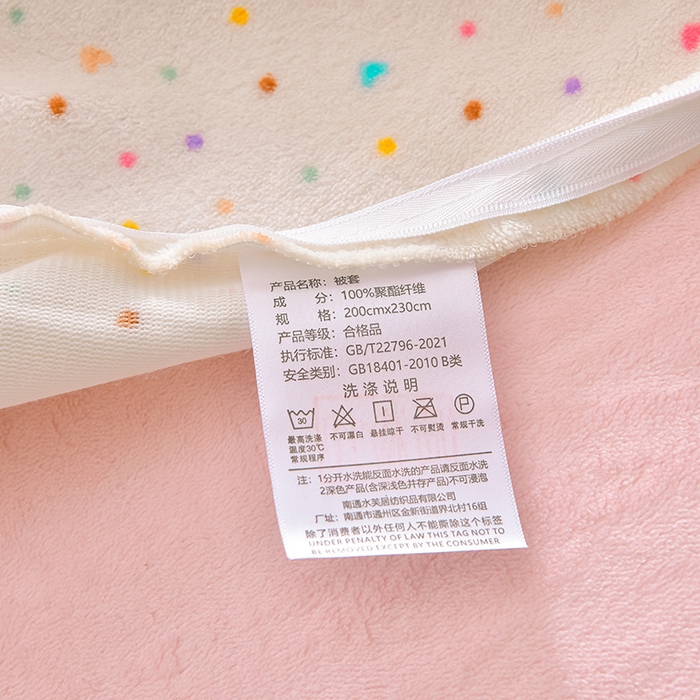 产品名称：被套
成　分：100%聚酯纤维
规　格：200cmx230cm
产品等级：合格品
执行标准：GB/T22796-2021
安全类别：GB18401-2010 B类
洗涤说明
30 P
最高洗涤 不可漂白 悬挂晾干 不可熨烫 常规干洗
温度30℃
常规程序
注：1分开水洗能反面水洗的产品请反面水洗
2深色产品(含深浅色并存产品)不可浸泡
南通水芙居纺织品有限公司
厂址：南通市通州区金新街道界北村16组
除了消费者以外任何人不能撕除这个标签
UNDER PENALTY OF LAW THIS TAG NOT TO
BE REMOVED EXCEPT BY THE CONSUMER